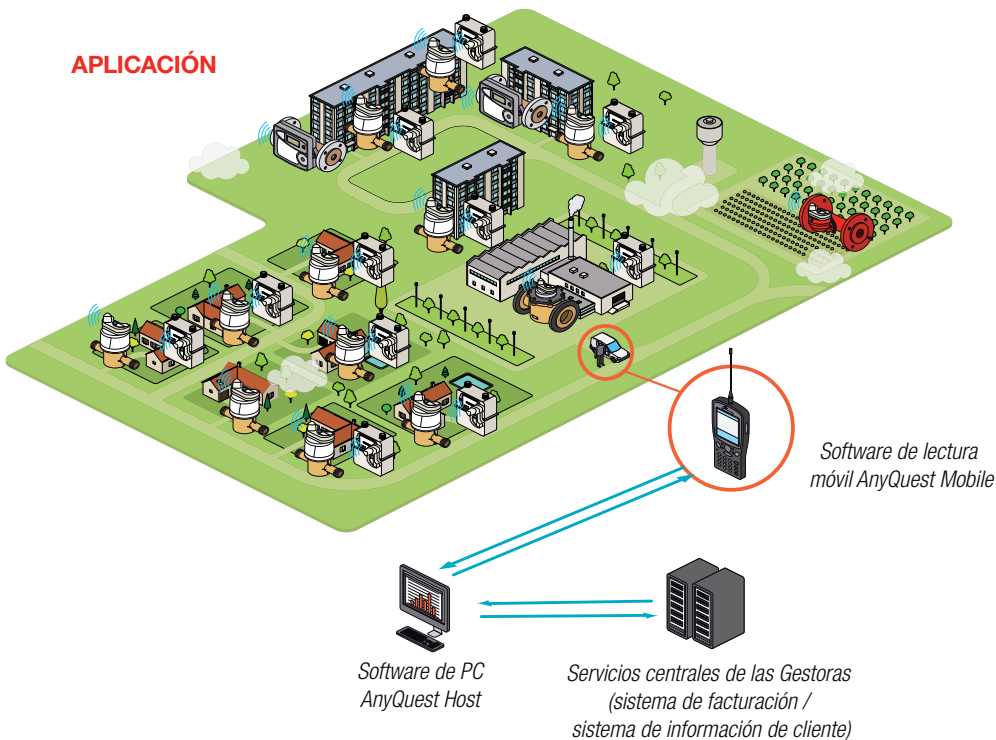 APLICACIÓN
Software de lectura
móvil AnyQuest Mobile
Software de PC
AnyQuest Host
Servicios centrales de las Gestoras
(sistema de facturación /
sistema de información de cliente)